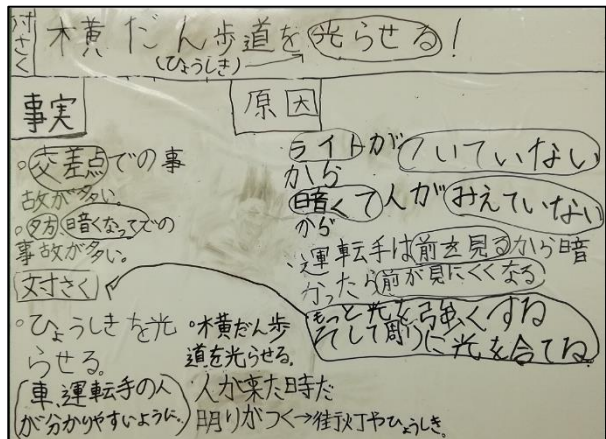 対さく
横だん歩道を光らせる!
(ひょうしき)
事実
。交差点での事
故が多い。
。夕方暗くなってでの
事故が多い。
対さく
。ひょうしきを光
らせる。
(車、運転手の人
が分かりやすいように。)
原因
ライトがついていない
から
暗くて人がみえていない
から
、運転手は前を見るから暗
かったら前が見にくくなる
もっと光を強くする
そして周りに光を合てる
。横だん歩
道を光らせる。
人が来た時だ
明りがつく→街灯やひょうしき。